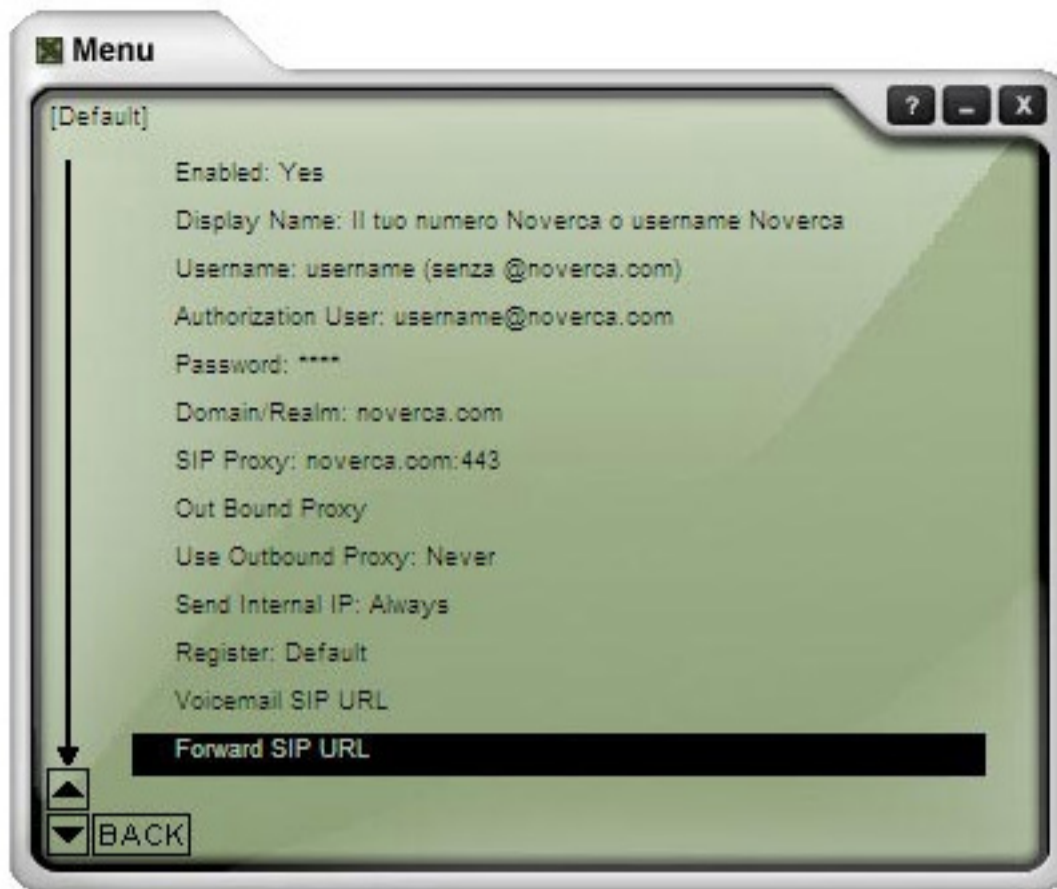 Menu
? - X
[Default]
Enabled: Yes
Display Name: Il tuo numero Noverca o username Noverca
Username: username (senza @noverca.com)
Authorization User: username@noverca.com
Password: ****
Domain/Realm: noverca.com
SIP Proxy: noverca.com:443
Out Bound Proxy
Use Outbound Proxy: Never
Send Internal IP: Always
Register: Default
Voicemail SIP URL
Forward SIP URL
BACK